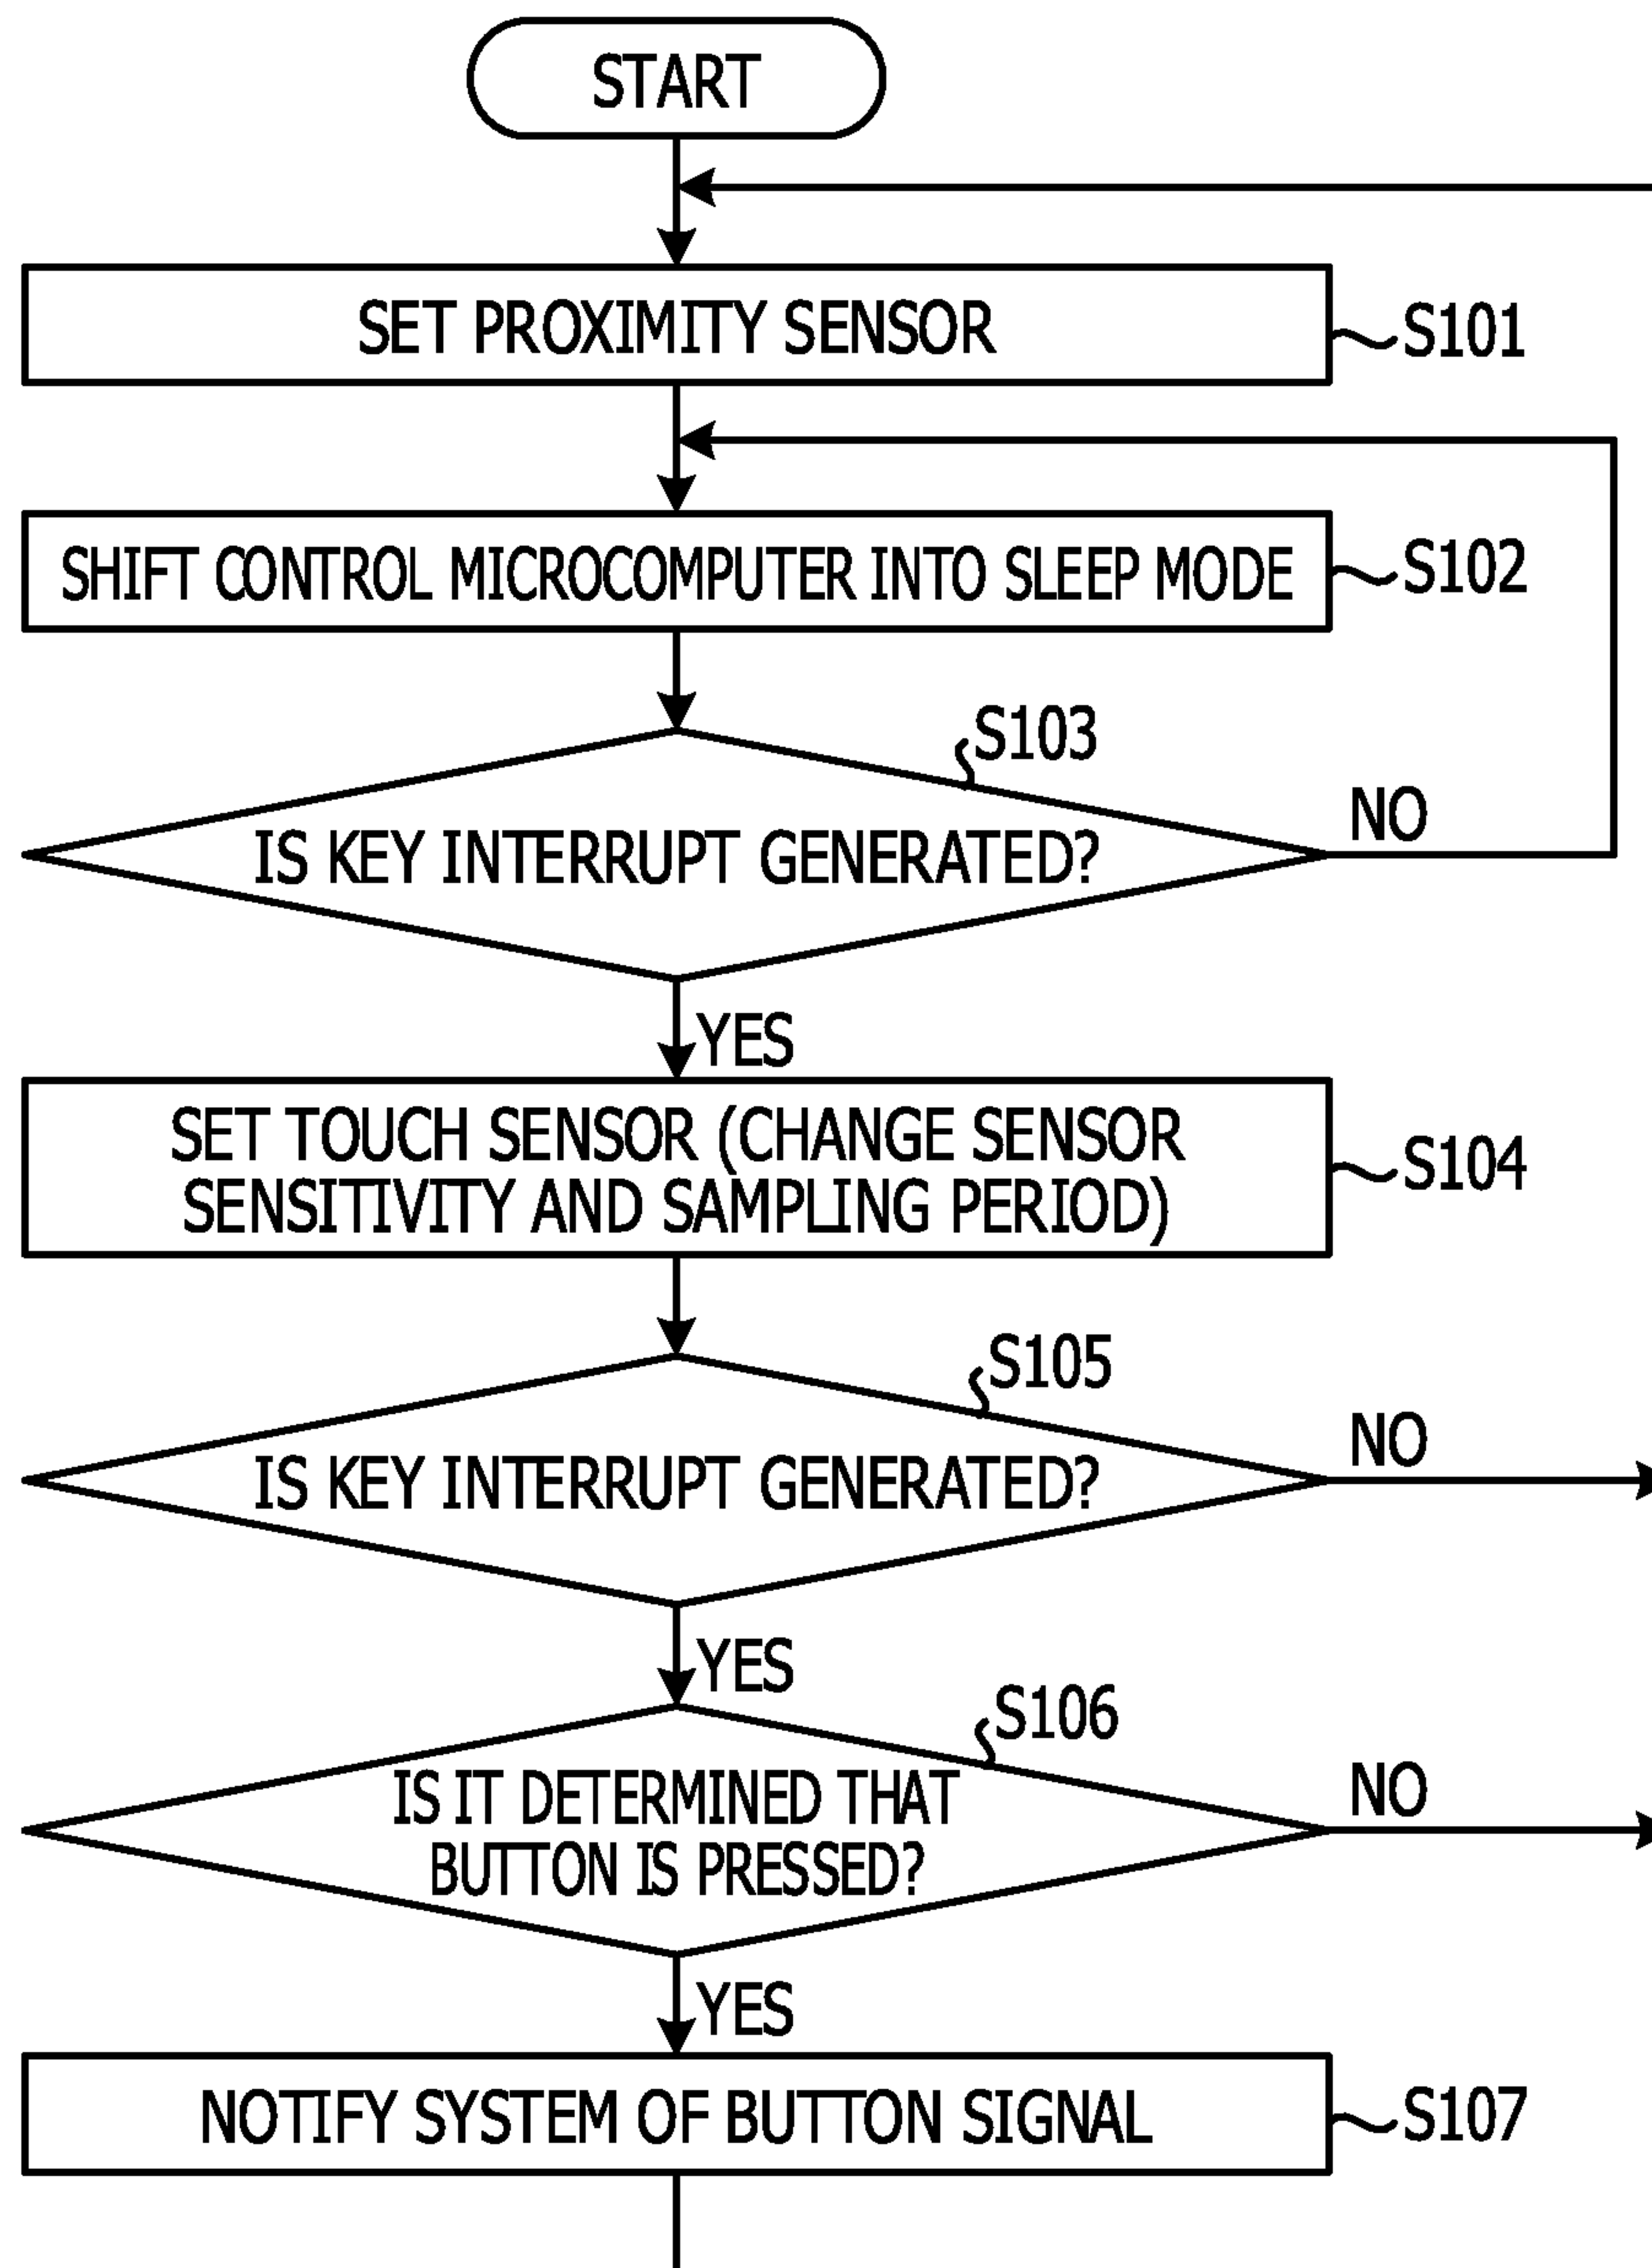 START
SET PROXIMITY SENSOR
S101
SHIFT CONTROL MICROCOMPUTER INTO SLEEP MODE
S102
S103
IS KEY INTERRUPT GENERATED?
NO
YES
SET TOUCH SENSOR (CHANGE SENSOR
SENSITIVITY AND SAMPLING PERIOD)
S104
S105
IS KEY INTERRUPT GENERATED?
NO
YES
S106
IS IT DETERMINED THAT
BUTTON IS PRESSED?
NO
YES
NOTIFY SYSTEM OF BUTTON SIGNAL
S107